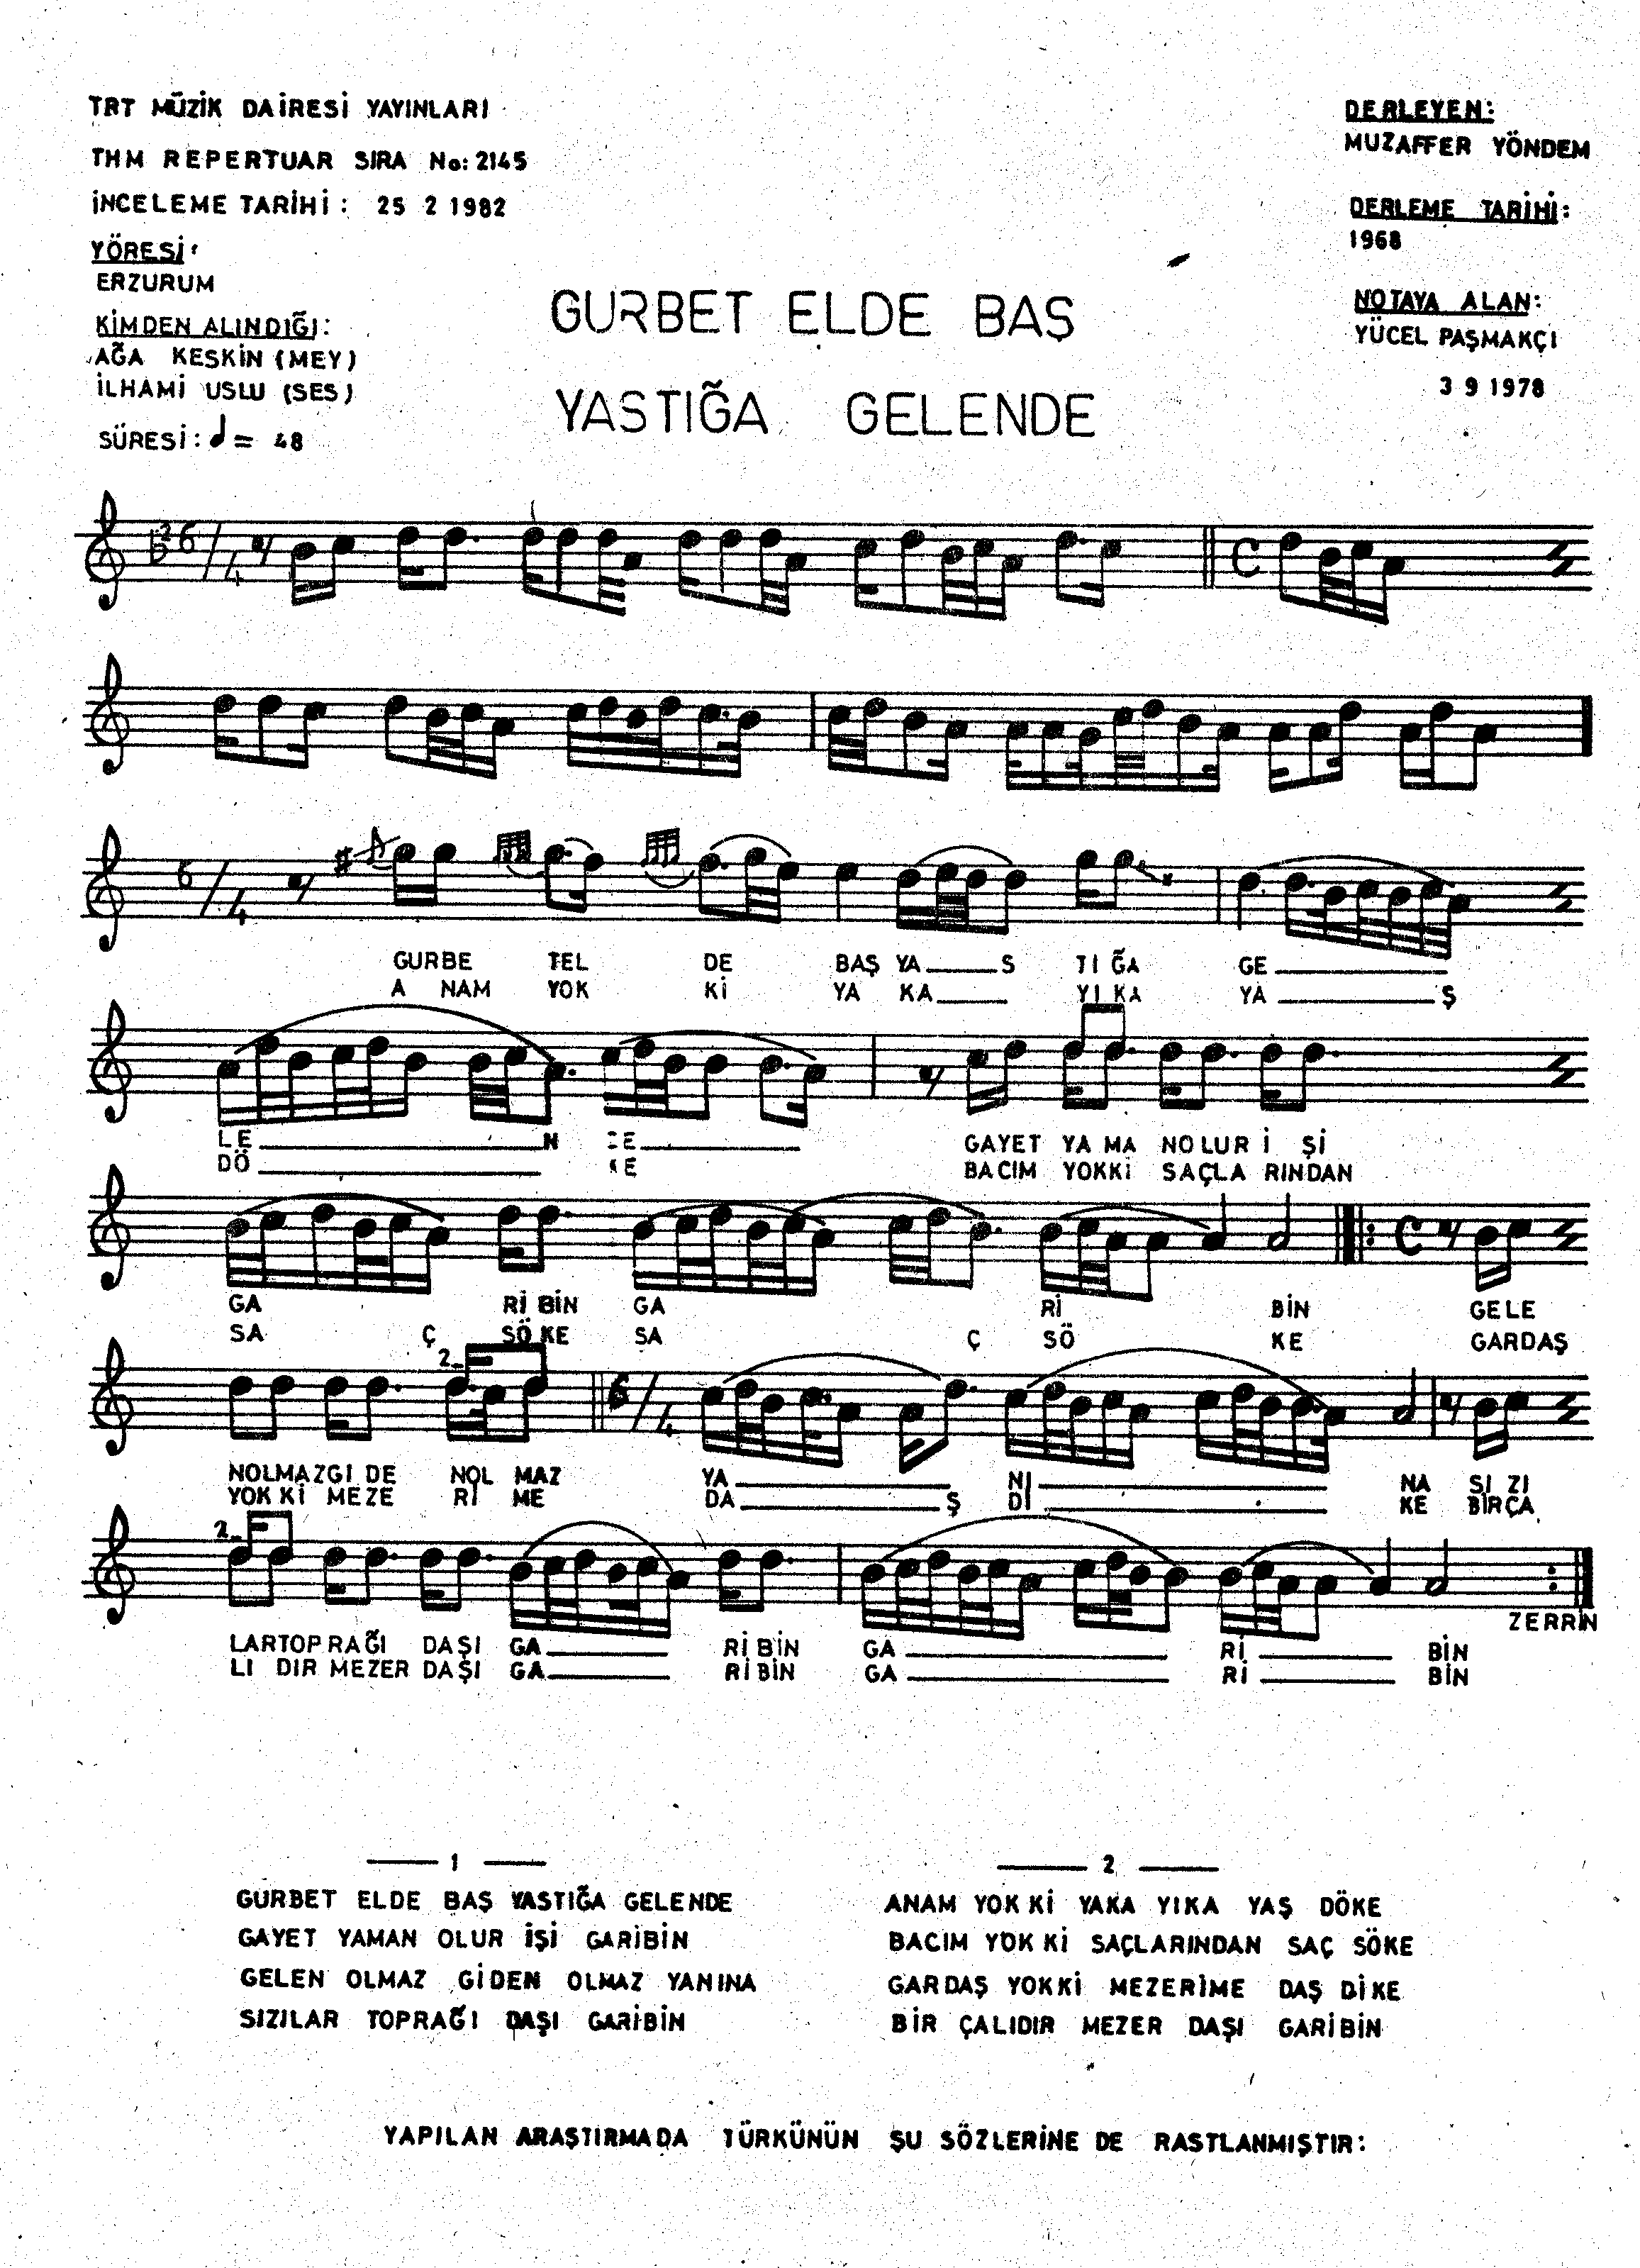 TRT MÜZİK DAİRESİ YAYINLARI
THM REPERTUAR SIRA No: 2145
İNCELEME TARİHİ : 25 2 1982
YÖRESİ :
ERZURUM
KİMDEN ALINDIĞI :
AĞA KESKİN (MEY)
İLHAMİ USLU (SES)
SÜRESİ : = 48
DERLEYEN :
MUZAFFER YÖNDEM
DERLEME TARİHİ :
1968
NOTAYA ALAN :
YÜCEL PAŞMAKÇI
3 9 1978
GURBET ELDE BAŞ
YASTIĞA GELENDE
GURBE TEL DE BAŞ YA S TI ĞA GE
A NAM YOK Kİ YA KA YI KA YA Ş
LE N DE GAYET YA MA NOLUR İ Şİ
DÖ KE BACIM YOKKİ SAÇLA RINDAN
GA Rİ BİN GA Rİ BİN GELE
SA Ç SÖ KE SA Ç SÖ KE GARDAŞ
NOLMAZGİ DE NOL MAZ YA NI NA SI ZI
YOK Kİ MEZE Rİ ME DA Ş Dİ KE BİRÇA
LARTOPRAĞI DAŞI GA Rİ BİN GA Rİ BİN
LI DIR MEZER DAŞI GA Rİ BİN GA Rİ BİN
ZERRİN
1
GURBET ELDE BAŞ YASTIĞA GELENDE
GAYET YAMAN OLUR İŞİ GARİBİN
GELEN OLMAZ GİDEN OLMAZ YANINA
SIZILAR TOPRAĞI DAŞI GARİBİN
2
ANAM YOK Kİ YAKA YIKA YAŞ DÖKE
BACIM YOK Kİ SAÇLARINDAN SAÇ SÖKE
GARDAŞ YOKKİ MEZERİME DAŞ DİKE
BİR ÇALIDIR MEZER DAŞI GARİBİN
YAPILAN ARAŞTIRMADA TÜRKÜNÜN ŞU SÖZLERİNE DE RASTLANMIŞTIR :